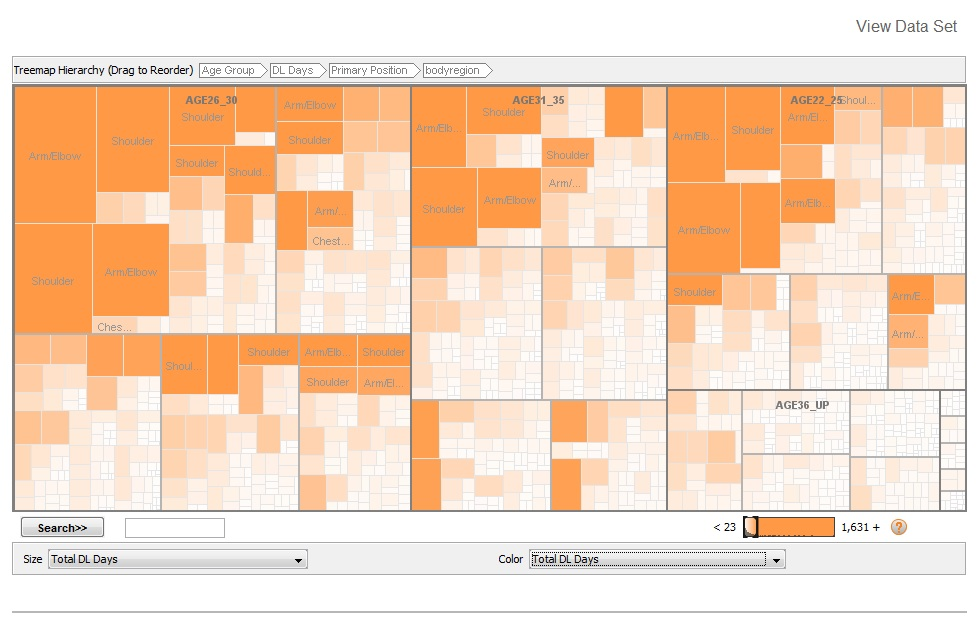 View Data Set
Treemap Hierarchy (Drag to Reorder) Age Group DL Days Primary Position bodyregion
AGE26_30
Arm/Elbow
Shoulder
Shoulder
Shoulder
Should...
Arm/Elbow
Shoulder
Arm/...
Chest...
Shoulder
Arm/Elbow
Ches...
Shoul...
Shoulder
Arm/Elb...
Shoulder
Shoulder
Arm/El...
AGE31_35
Arm/Elb...
Shoulder
Shoulder
Arm/...
Shoulder
Arm/Elbow
AGE22_25
Shoul...
Arm/Elb...
Shoulder
Arm/El...
Arm/Elb...
Arm/Elbow
Shoulder
Arm/E...
Arm/...
AGE36_UP
Search>>
< 23 1,631 + ?
Size Total DL Days Color Total DL Days